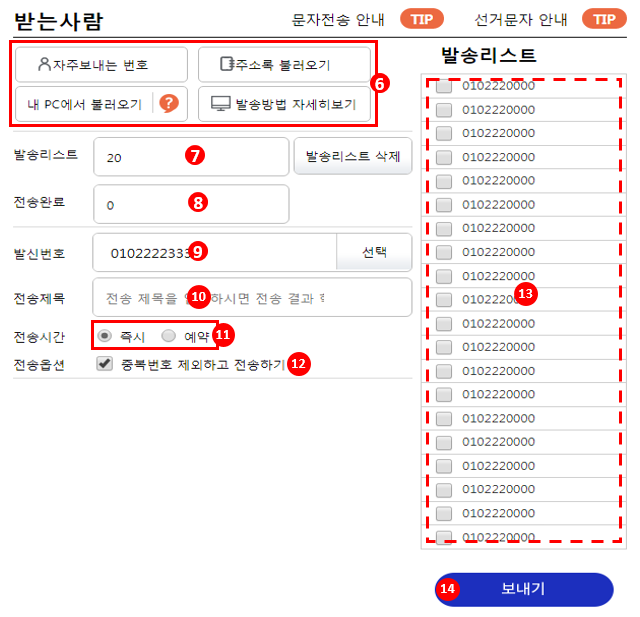 받는사람
문자전송 안내 TIP 선거문자 안내 TIP
자주보내는 번호 주소록 불러오기
내 PC에서 불러오기 ? 발송방법 자세히보기
6
발송리스트 20 7 발송리스트 삭제
전송완료 0 8
발신번호 0102222333 9 선택
전송제목 전송 제목을 10 하시면 전송 결과
전송시간 즉시 예약 11
전송옵션 중복번호 제외하고 전송하기 12
발송리스트
0102220000
0102220000
0102220000
0102220000
0102220000
0102220000
0102220000
0102220000
0102220000
010222 13
0102220000
0102220000
0102220000
0102220000
0102220000
0102220000
0102220000
0102220000
0102220000
0102220000
14 보내기